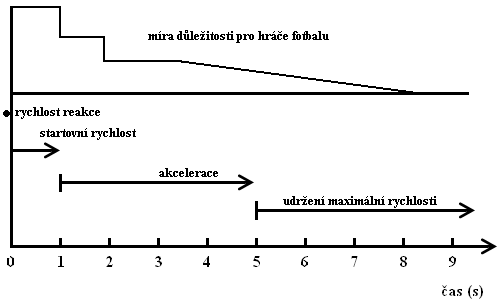 míra důležitosti pro hráče fotbalu
rychlost reakce
startovní rychlost
akcelerace
udržení maximální rychlosti
0 1 2 3 4 5 6 7 8 9
čas (s)